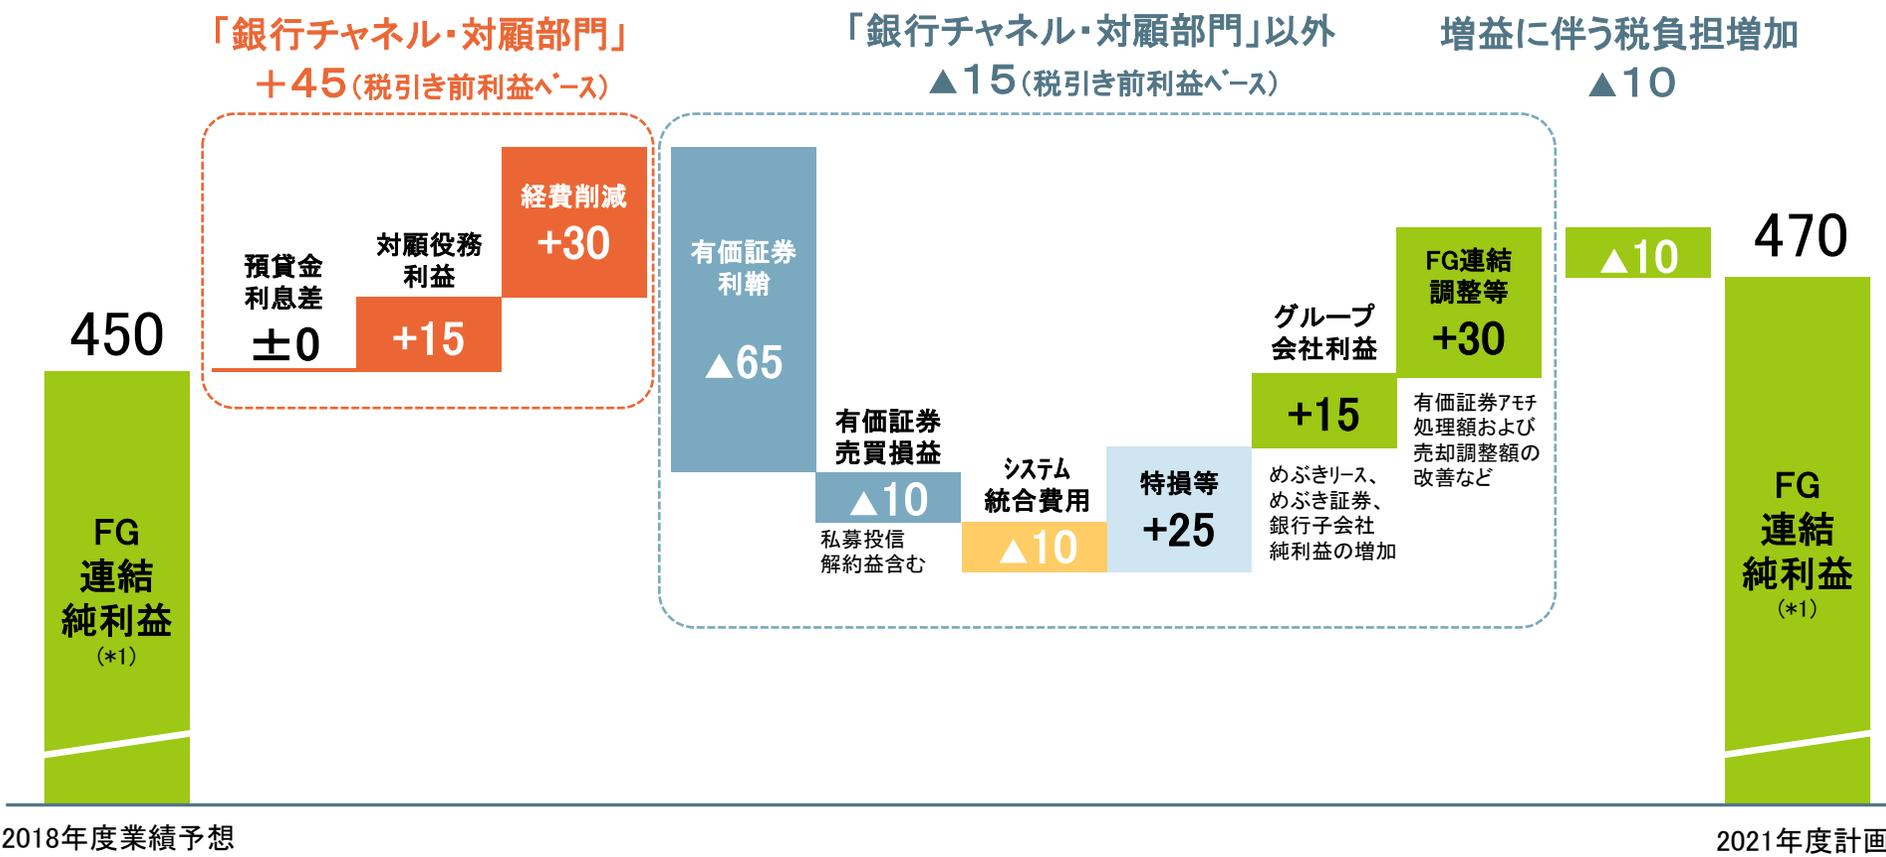 「銀行チャネル・対顧部門」
+45(税引き前利益ﾍﾞｰｽ)
「銀行チャネル・対顧部門」以外
▲15(税引き前利益ﾍﾞｰｽ)
増益に伴う税負担増加
▲10
450
FG
連結
純利益
(*1)
預貸金
利息差
±0
対顧役務
利益
+15
経費削減
+30
有価証券
利鞘
▲65
有価証券
売買損益
▲10
私募投信
解約益含む
ｼｽﾃﾑ
統合費用
▲10
特損等
+25
グループ
会社利益
+15
めぶきリース、
めぶき証券、
銀行子会社
純利益の増加
FG連結
調整等
+30
有価証券ｱﾓﾁ
処理額および
売却調整額の
改善など
▲10
470
FG
連結
純利益
(*1)
2018年度業績予想
2021年度計画